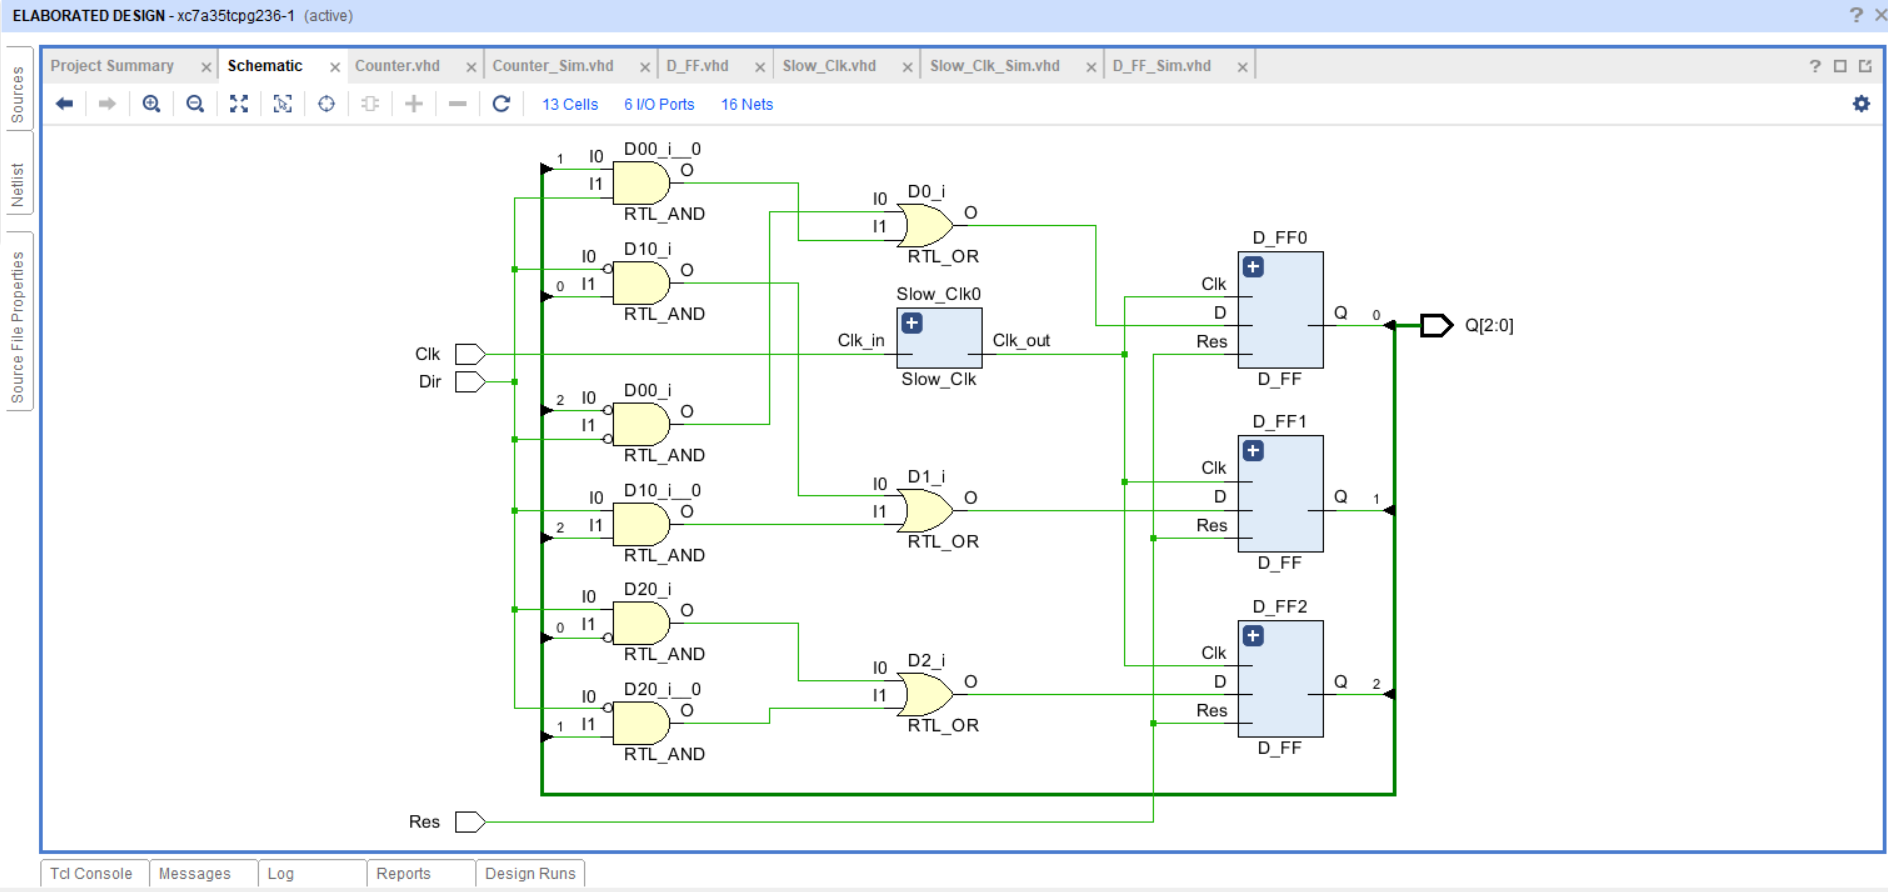 ELABORATED DESIGN - xc7a35tcpg236-1 (active)
Sources
Netlist
Source File Properties
Project Summary
Schematic
Counter.vhd
Counter_Sim.vhd
D_FF.vhd
Slow_Clk.vhd
Slow_Clk_Sim.vhd
D_FF_Sim.vhd
13 Cells
6 I/O Ports
16 Nets
D00_i__0
1
I0
I1
O
RTL_AND
D10_i
I0
0
I1
O
RTL_AND
Clk
Dir
D00_i
2
I0
I1
O
RTL_AND
D10_i__0
I0
2
I1
O
RTL_AND
D20_i
I0
0
I1
O
RTL_AND
D20_i__0
I0
1
I1
O
RTL_AND
Res
D0_i
I0
I1
O
RTL_OR
Slow_Clk0
Clk_in
Clk_out
Slow_Clk
D1_i
I0
I1
O
RTL_OR
D2_i
I0
I1
O
RTL_OR
D_FF0
Clk
D
Res
Q
0
D_FF
Q[2:0]
D_FF1
Clk
D
Res
Q
1
D_FF
D_FF2
Clk
D
Res
Q
2
D_FF
Tcl Console
Messages
Log
Reports
Design Runs